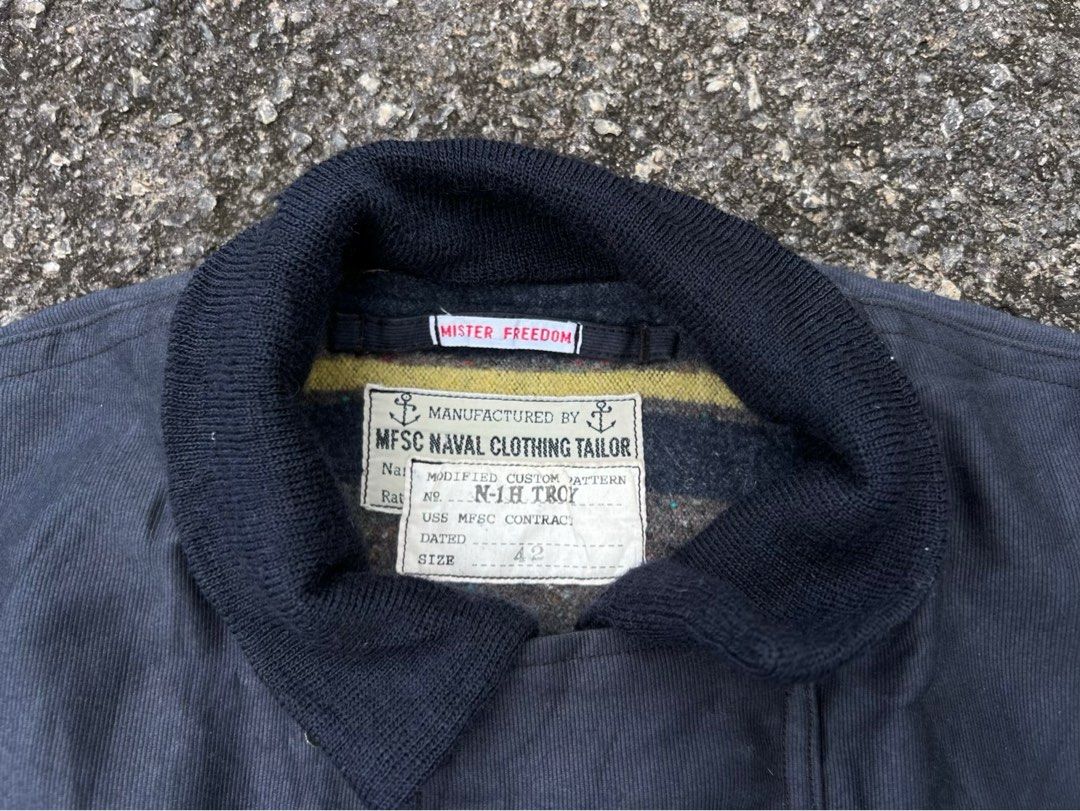 MISTER FREEDOM
MANUFACTURED BY
MFSC NAVAL CLOTHING TAILOR
MODIFIED CUSTOM PATTERN
Nº. N-1H TROY
USS MFSC CONTRACT
DATED
SIZE 42